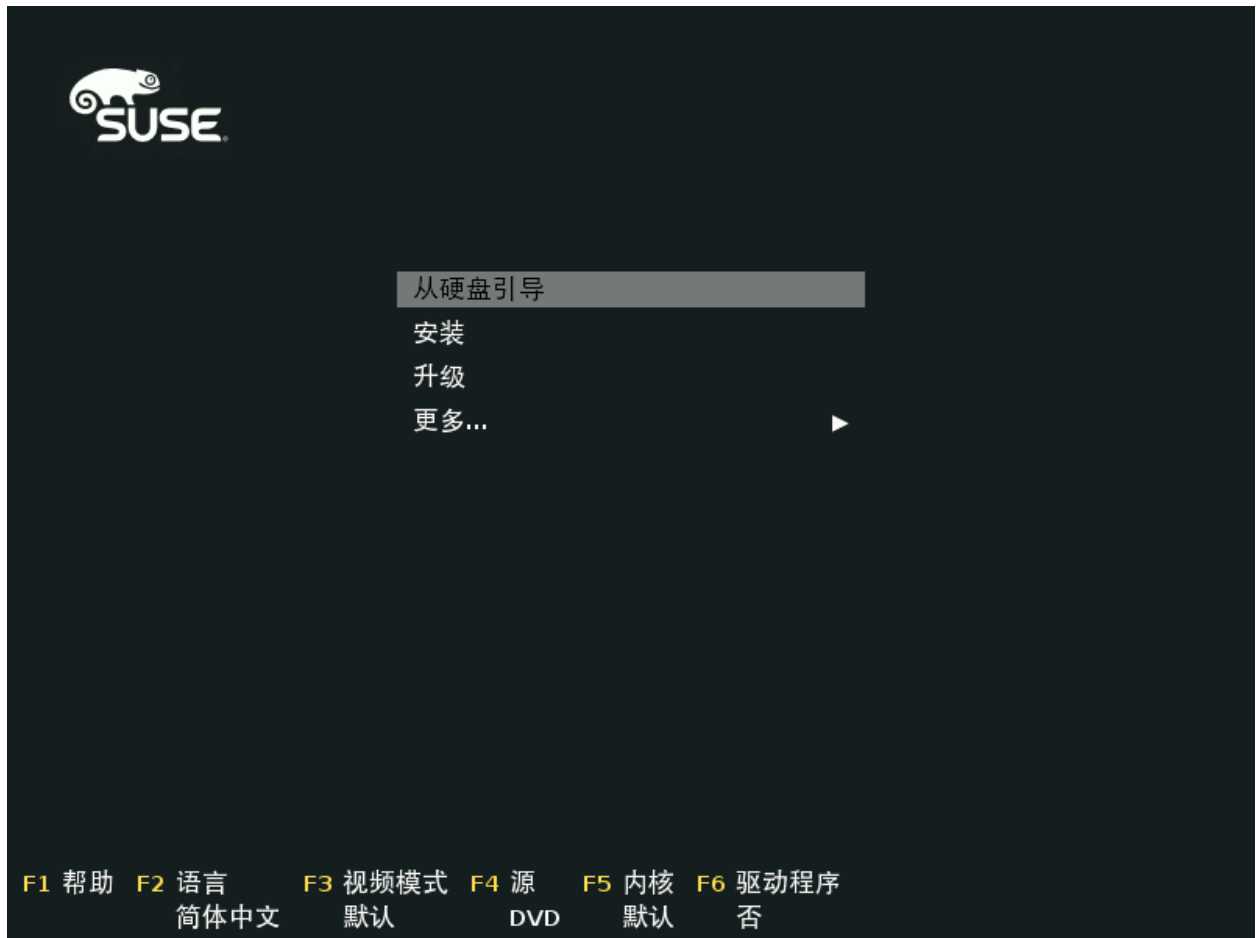 SUSE
从硬盘引导
安装
升级
更多...
F1 帮助 F2 语言 F3 视频模式 F4 源 F5 内核 F6 驱动程序
简体中文 默认 DVD 默认 否